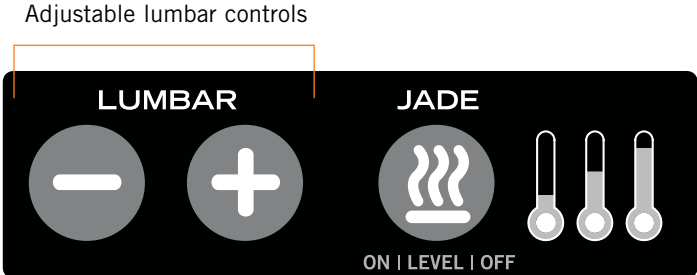 Adjustable lumbar controls
LUMBAR
JADE
ON | LEVEL | OFF